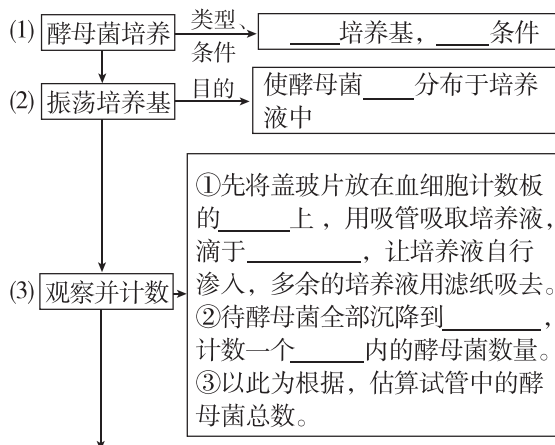 (1) 酵母菌培养 类型、条件 ____培养基，____条件
(2) 振荡培养基 目的 使酵母菌____分布于培养
液中
(3) 观察并计数
①先将盖玻片放在血细胞计数板
的______上，用吸管吸取培养液，
滴于_________，让培养液自行
渗入，多余的培养液用滤纸吸去。
②待酵母菌全部沉降到________，
计数一个______内的酵母菌数量。
③以此为根据，估算试管中的酵
母菌总数。